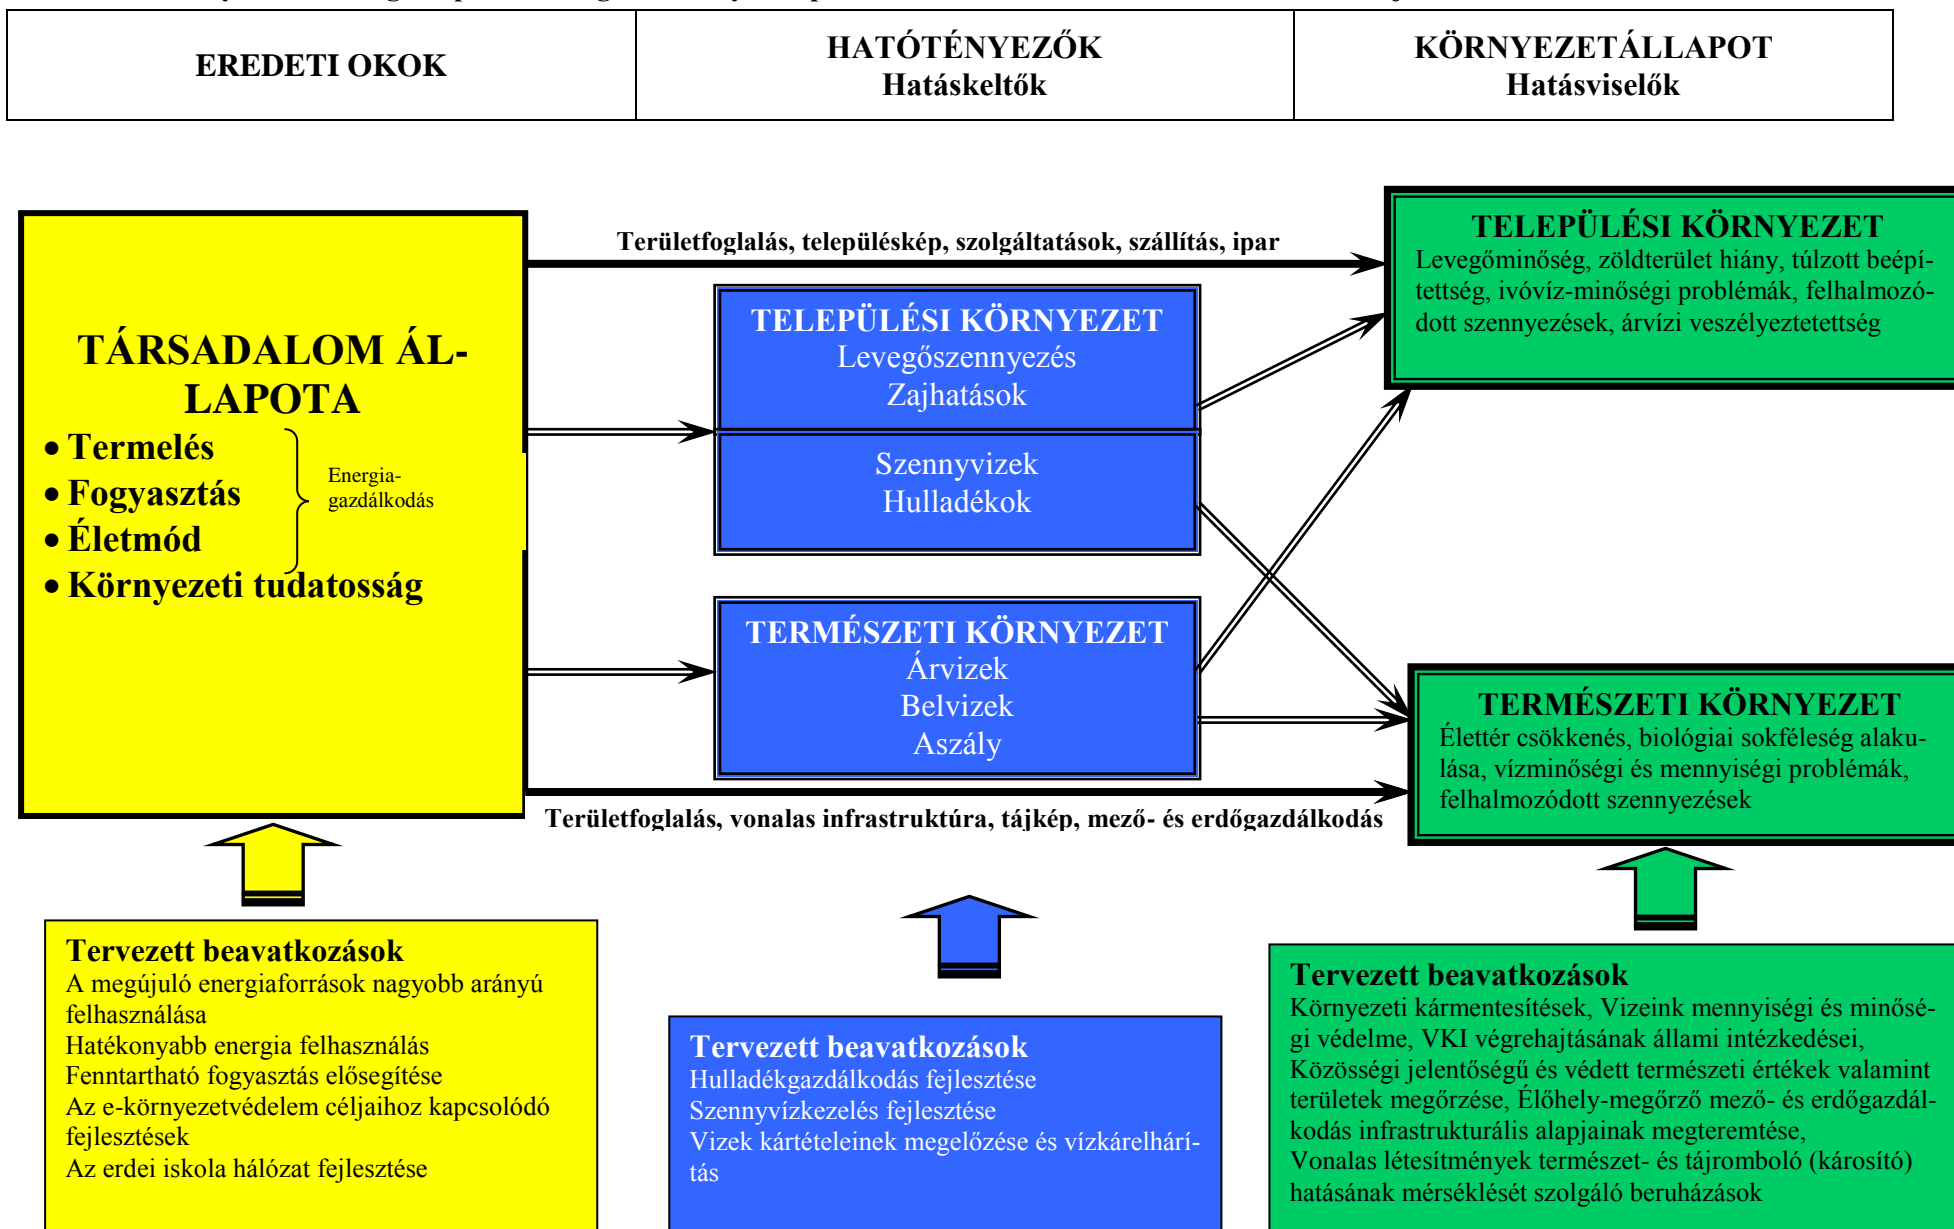 EREDETI OKOK
HATÓTÉNYEZŐK
Hatáskeltők
KÖRNYEZETÁLLAPOT
Hatásviselők
Területfoglalás, településkép, szolgáltatások, szállítás, ipar
TÁRSADALOM ÁL-
LAPOTA
• Termelés
• Fogyasztás
• Életmód
• Környezeti tudatosság
Energia-
gazdálkodás
TELEPÜLÉSI KÖRNYEZET
Levegőszennyezés
Zajhatások
Szennyvizek
Hulladékok
TERMÉSZETI KÖRNYEZET
Árvizek
Belvizek
Aszály
TELEPÜLÉSI KÖRNYEZET
Levegőminőség, zöldterület hiány, túlzott beépí-
tettség, ivóvíz-minőségi problémák, felhalmozó-
dott szennyezések, árvízi veszélyeztetettség
TERMÉSZETI KÖRNYEZET
Élettér csökkenés, biológiai sokféleség alaku-
lása, vízminőségi és mennyiségi problémák,
felhalmozódott szennyezések
Területfoglalás, vonalas infrastruktúra, tájkép, mező- és erdőgazdálkodás
Tervezett beavatkozások
A megújuló energiaforrások nagyobb arányú
felhasználása
Hatékonyabb energia felhasználás
Fenntartható fogyasztás elősegítése
Az e-környezetvédelem céljaihoz kapcsolódó
fejlesztések
Az erdei iskola hálózat fejlesztése
Tervezett beavatkozások
Hulladékgazdálkodás fejlesztése
Szennyvízkezelés fejlesztése
Vizek kártételeinek megelőzése és vízkárelhárí-
tás
Tervezett beavatkozások
Környezeti kármentesítések, Vizeink mennyiségi és minősé-
gi védelme, VKI végrehajtásának állami intézkedései,
Közösségi jelentőségű és védett természeti értékek valamint
területek megőrzése, Élőhely-megőrző mező- és erdőgazdál-
kodás infrastrukturális alapjainak megteremtése,
Vonalas létesítmények természet- és tájromboló (károsító)
hatásának mérséklését szolgáló beruházások